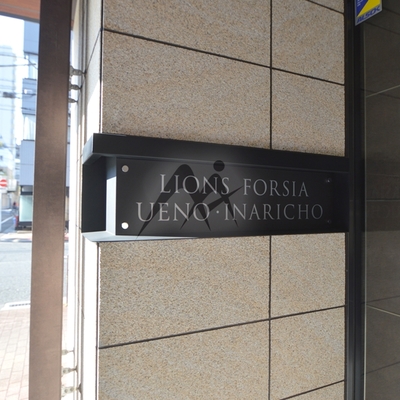 LIONS FORSIA
UENO · INARICHO